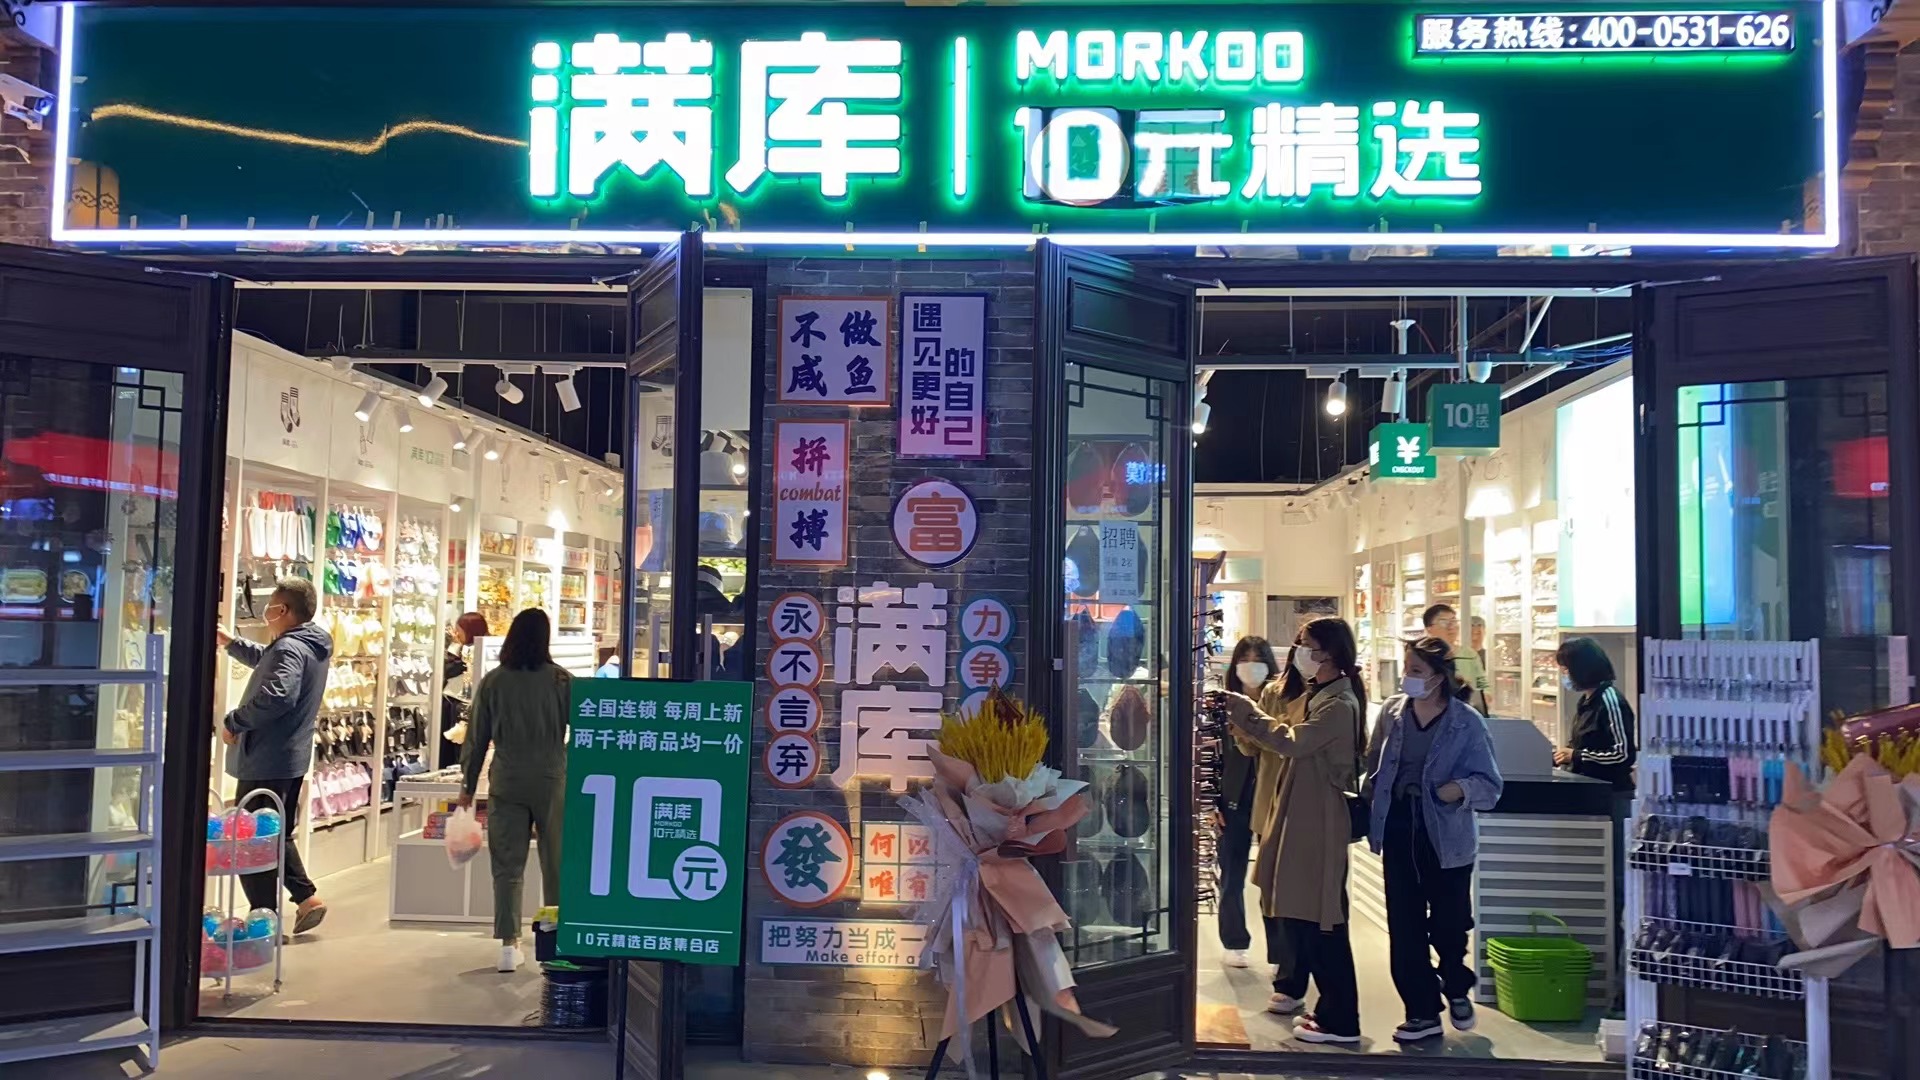 满库
MORKOO
10元精选
服务热线:400-0531-626
不做
咸鱼
遇见更好
的自己
拼
combat
搏
富
满库
永不言弃
力争
發
何以
唯有
把努力当成一
Make effort a
全国连锁 每周上新
两千种商品均一价
10元
满库
MORKOO
10元精选
10元精选百货集合店
招聘
10精选
¥
CHECKOUT